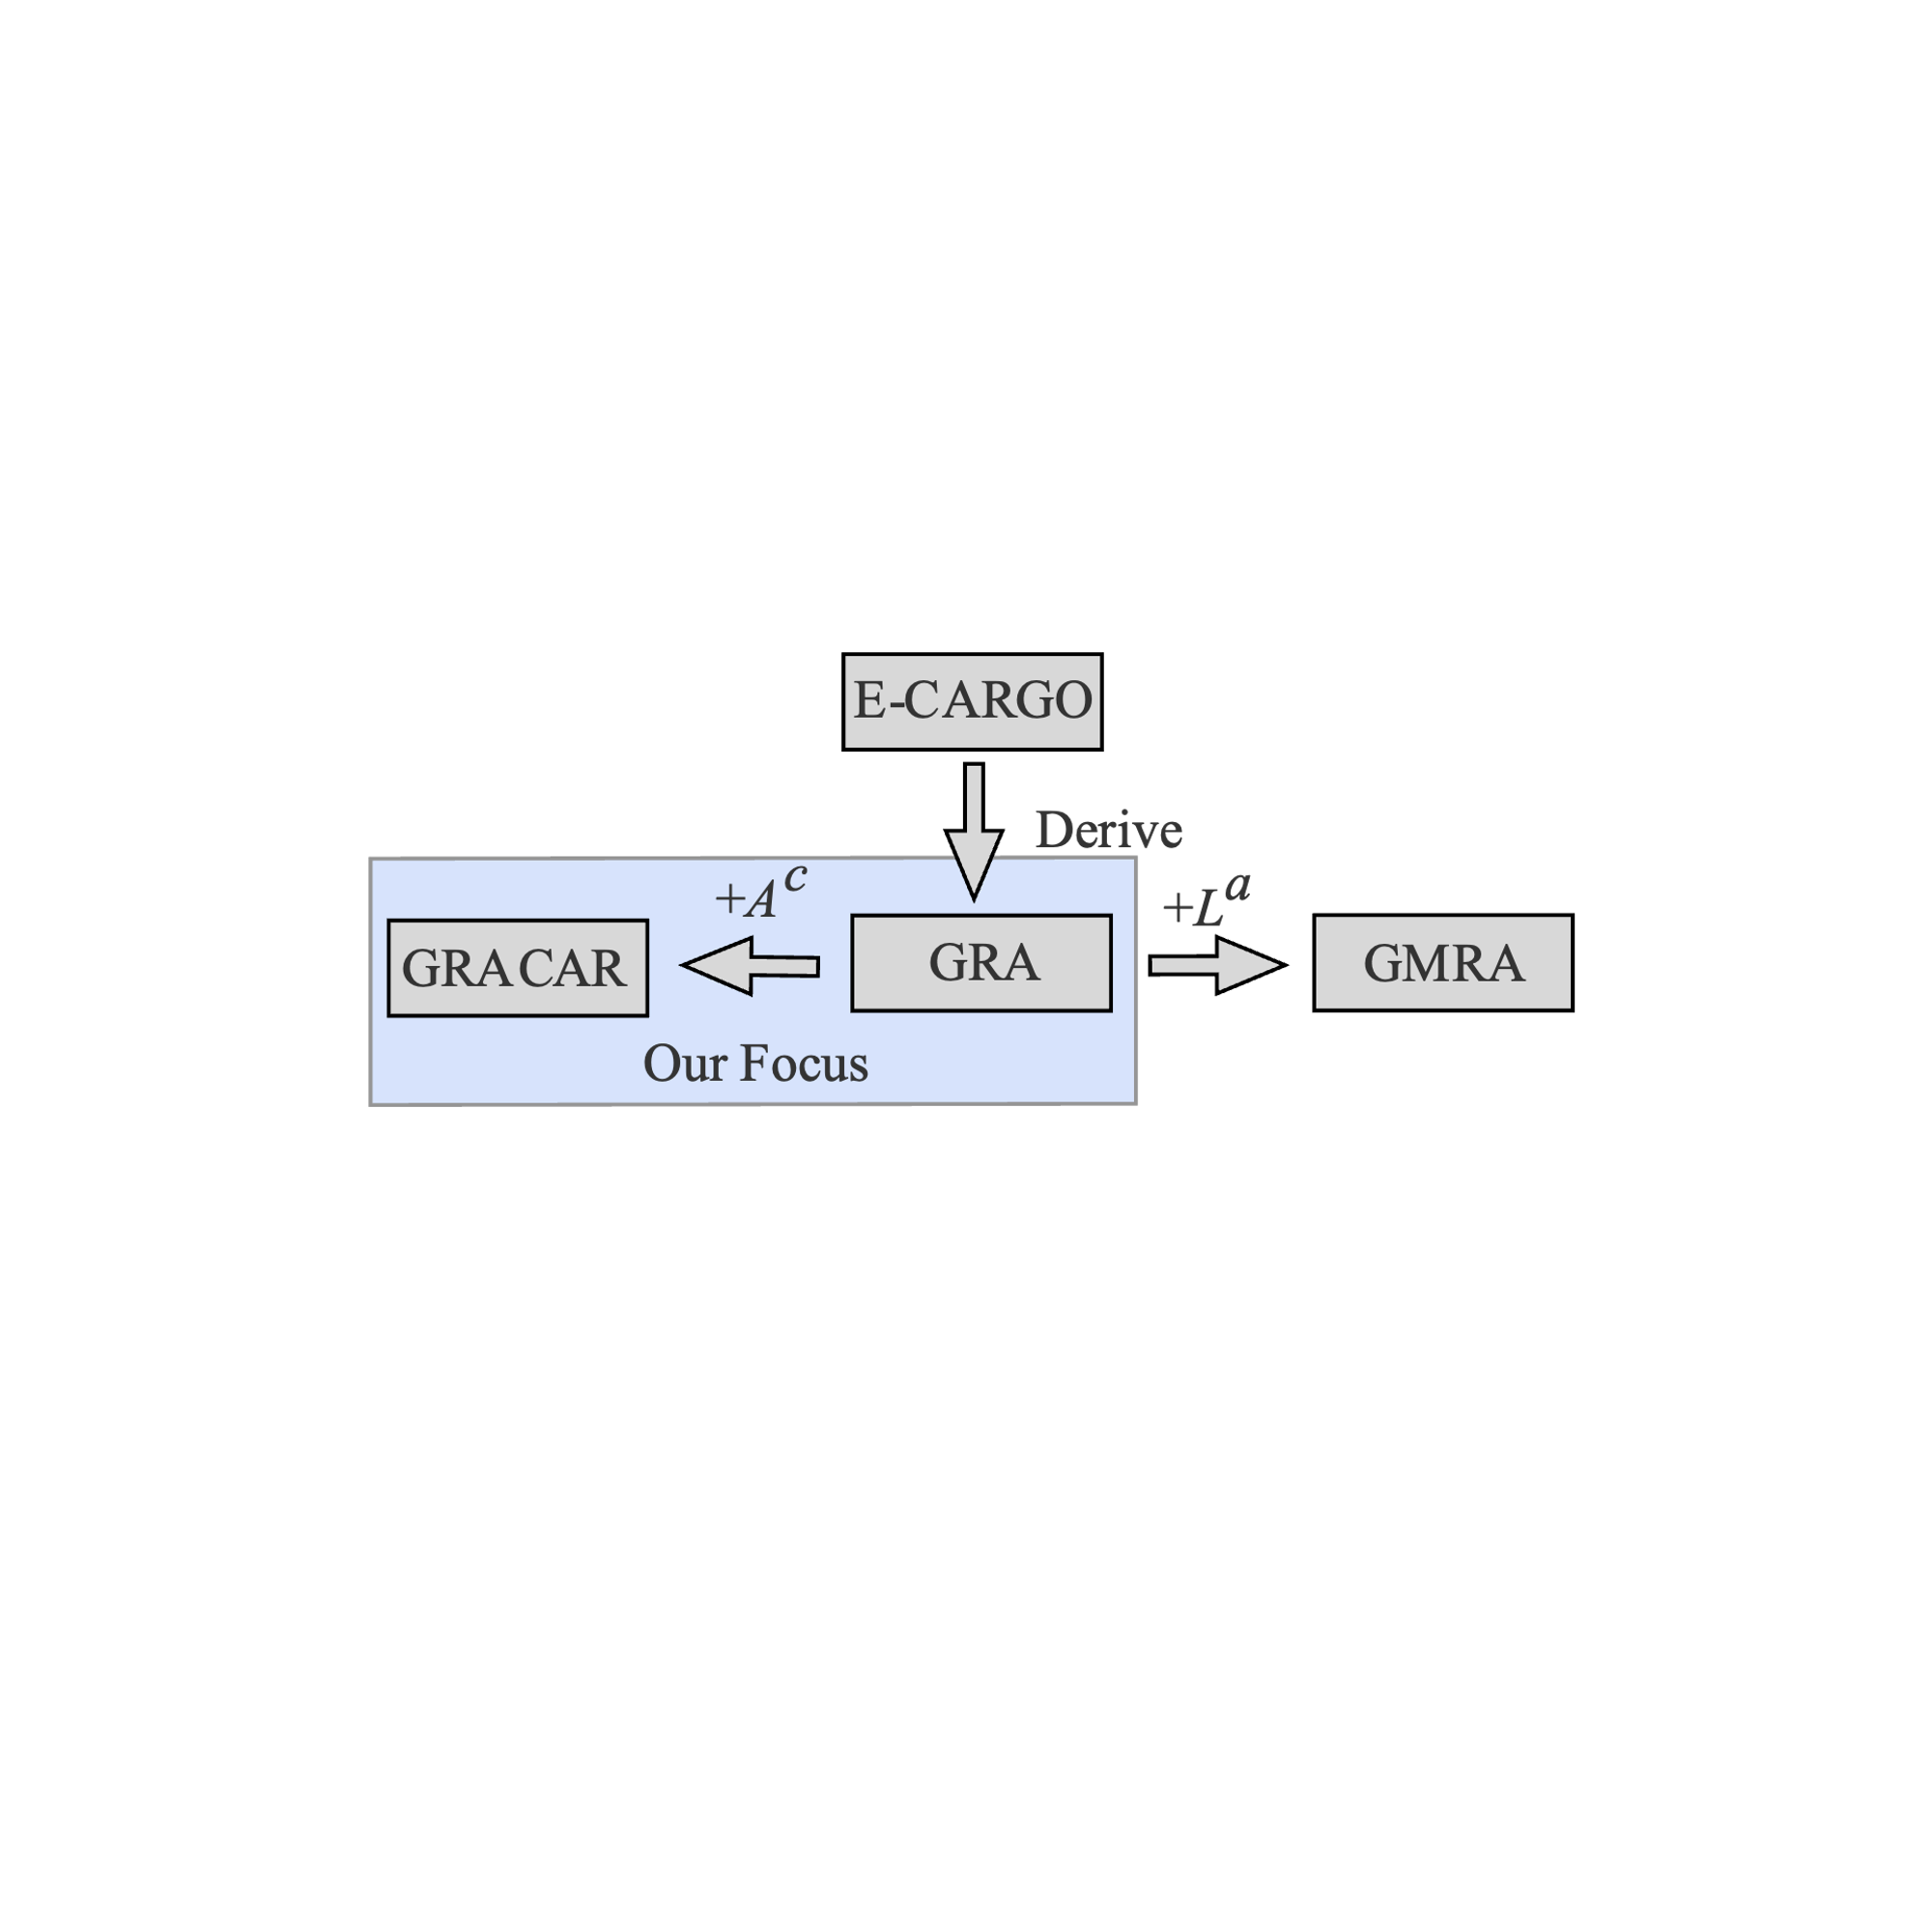 E-CARGO
Derive
+A^c
+L^a
GRACAR
GRA
GMRA
Our Focus